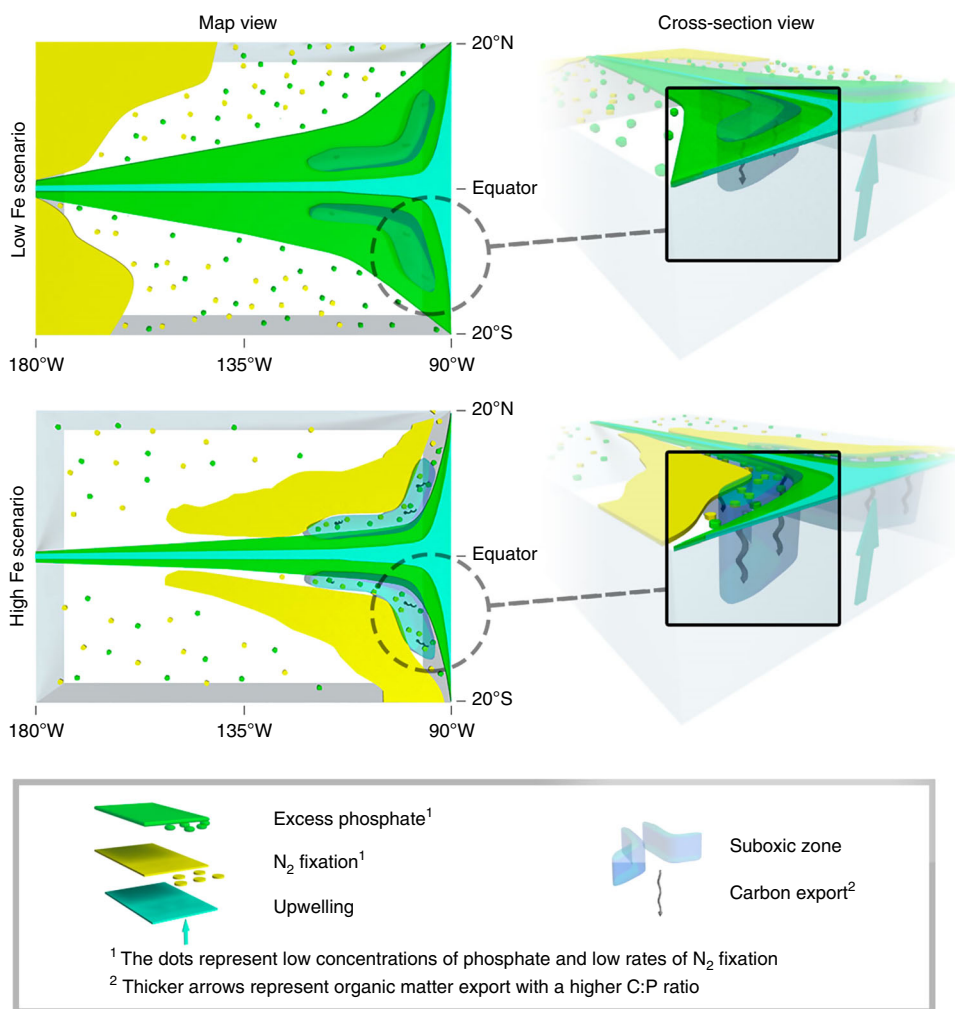 Map view
Cross-section view
Low Fe scenario
20°N
Equator
20°S
180°W
135°W
90°W
High Fe scenario
20°N
Equator
20°S
180°W
135°W
90°W
Excess phosphate¹
N₂ fixation¹
Upwelling
Suboxic zone
Carbon export²
¹ The dots represent low concentrations of phosphate and low rates of N₂ fixation
² Thicker arrows represent organic matter export with a higher C:P ratio